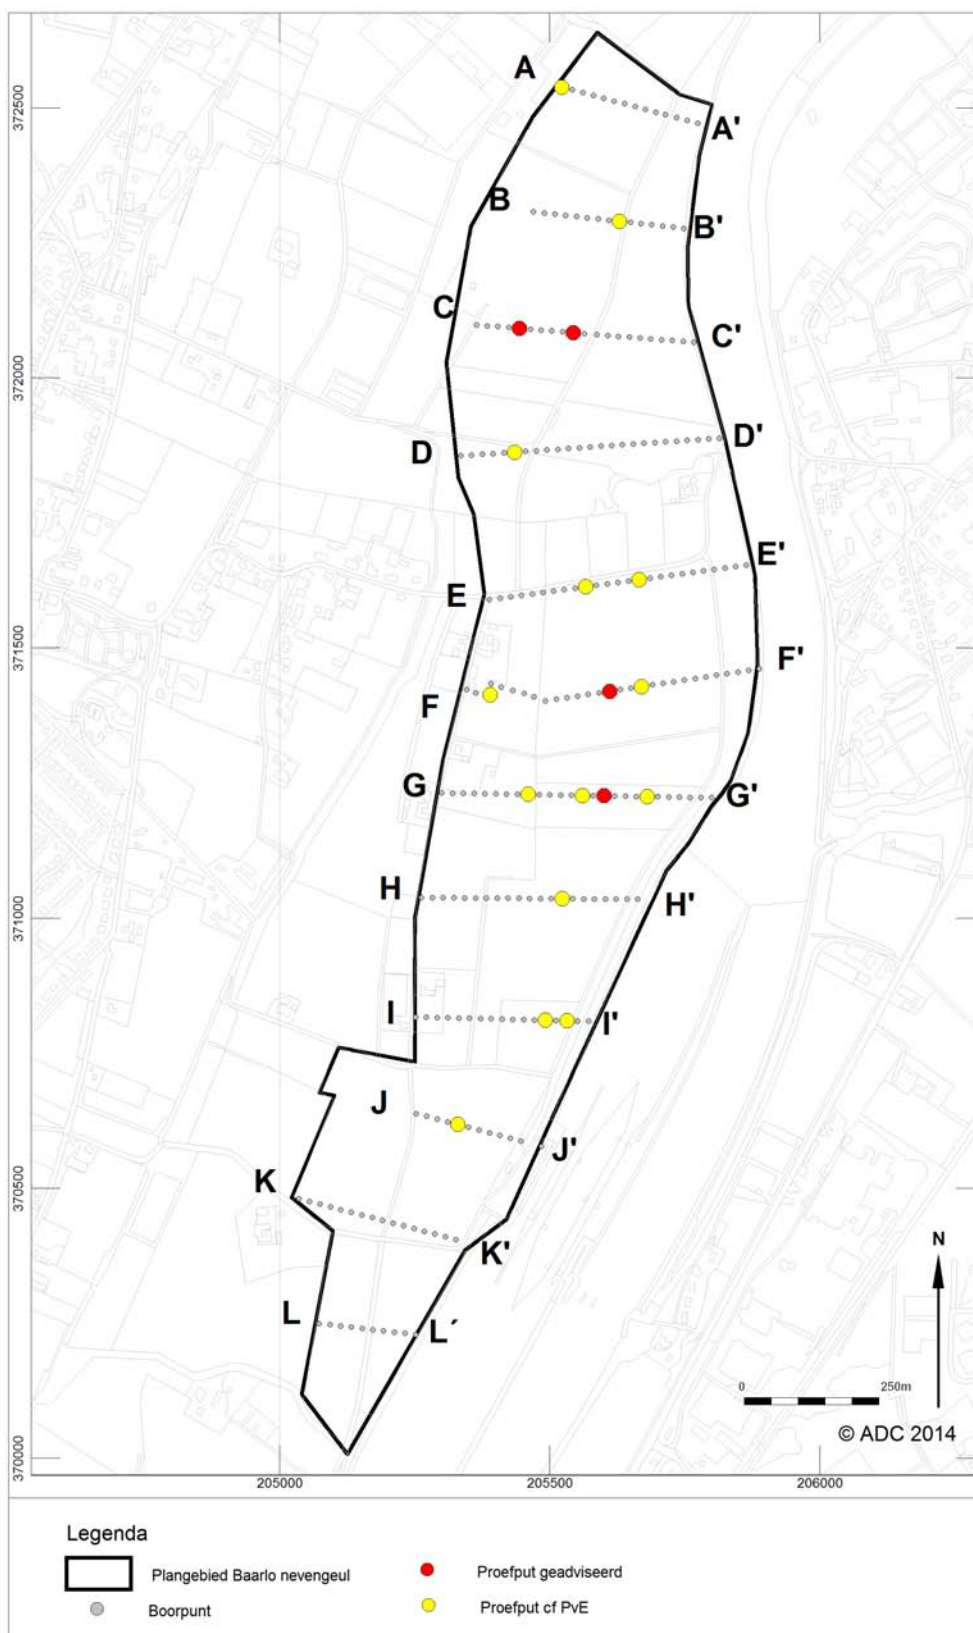 A
A'
372500
B
B'
C
C'
372000
D
D'
E'
E
371500
F'
F
G
G'
H
H'
371000
I
I'
J
J'
K
370500
K'
N
L
L´
0 250m
© ADC 2014
370000
205000 205500 206000
Legenda
Plangebied Baarlo nevengeul
Proefput geadviseerd
Boorpunt
Proefput cf PvE